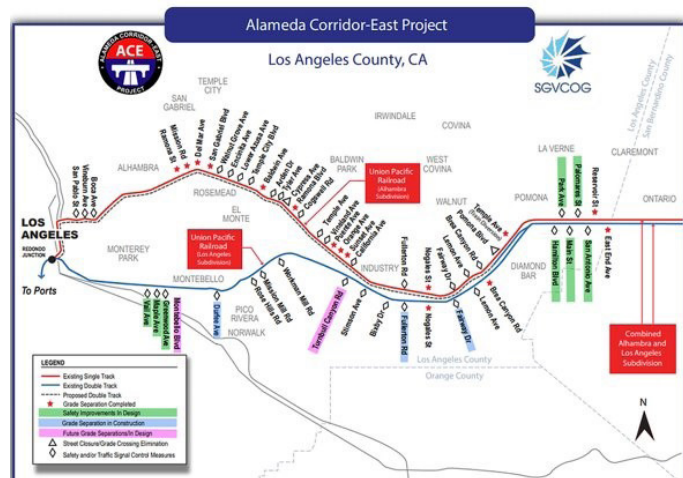 Alameda Corridor-East Project
Los Angeles County, CA
ALAMEDA CORRIDOR-EAST
ACE
PROJECT
SGVCOG
Los Angeles County
San Bernardino County
TEMPLE
CITY
SAN
GABRIEL
ALHAMBRA
ROSEMEAD
EL
MONTE
BALDWIN
PARK
IRWINDALE
COVINA
WEST
COVINA
WALNUT
LA VERNE
POMONA
CLAREMONT
ONTARIO
DIAMOND
BAR
INDUSTRY
MONTEREY
PARK
MONTEBELLO
PICO
RIVERA
NORWALK
LOS
ANGELES
REDONDO
JUNCTION
To Ports
San Pablo St
Vineburn Ave
Boca Ave
Ramona St
Mission Rd
Del Mar Ave
San Gabriel Blvd
Walnut Grove Ave
Encinita Ave
Lower Azusa Ave
Temple City Blvd
Baldwin Ave
Arden Dr
Tyler Ave
Cypress Ave
Ramona Blvd
Cogswell Rd
Temple Ave
Vineland Ave
Puente Ave
Orange Ave
Sunset Ave
California Ave
Fullerton Rd
Nogales St
Fairway Dr
Lemon Ave
Brea Canyon Rd
Pomona Blvd
Temple Ave
Park Ave
Palomares St
Reservoir St
Hamilton Blvd
Main St
San Antonio Ave
East End Ave
Vail Ave
Maple Ave
Greenwood Ave
Montebello Blvd
Durfee Ave
Rose Hills Rd
Mission Mill Rd
Workman Mill Rd
Turnbull Canyon Rd
Stimson Ave
Bixby Dr
Fullerton Rd
Nogales St
Fairway Dr
Lemon Ave
Brea Canyon Rd
Union Pacific
Railroad
(Alhambra
Subdivision)
Union Pacific
Railroad
(Los Angeles
Subdivision)
Combined
Alhambra and
Los Angeles
Subdivision
Los Angeles County
Orange County
N
LEGEND
Existing Single Track
Existing Double Track
Proposed Double Track
Grade Separation Completed
Safety Improvements In Design
Grade Separation in Construction
Future Grade Separations/In Design
Street Closure/Grade Crossing Elimination
Safety and/or Traffic Signal Control Measures